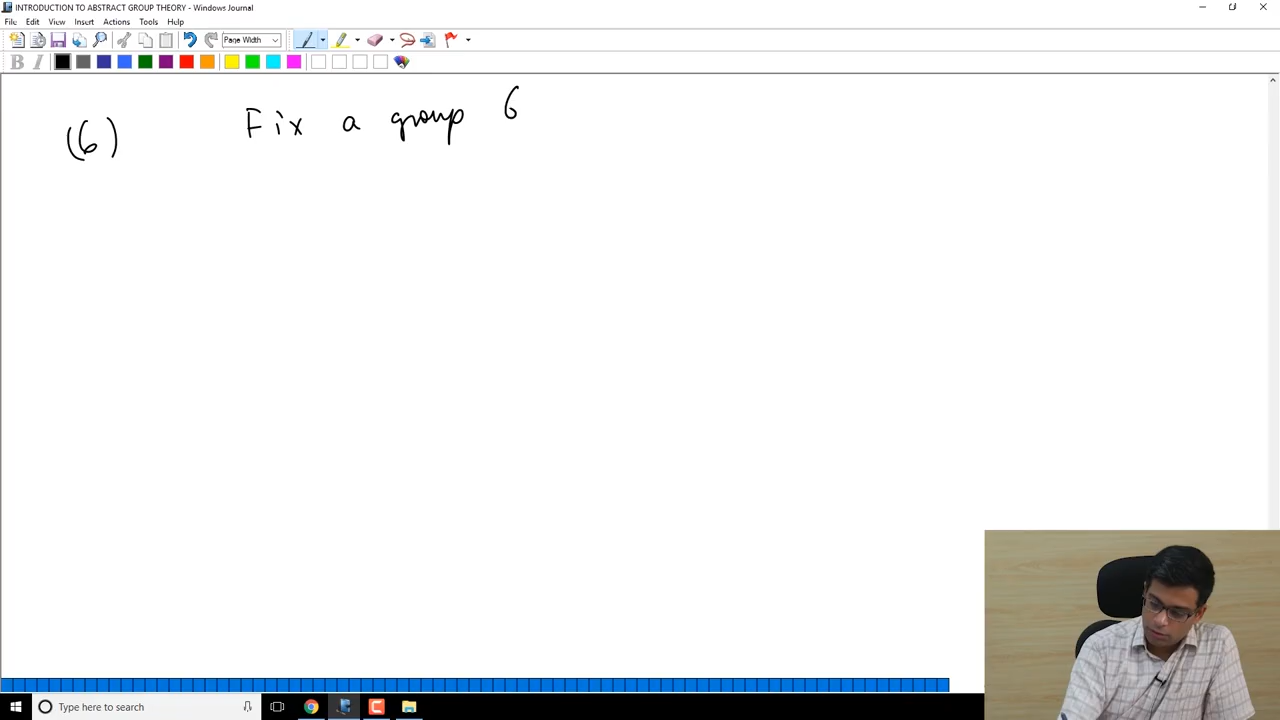 INTRODUCTION TO ABSTRACT GROUP THEORY - Windows Journal
File Edit View Insert Actions Tools Help
Page Width
B I
(6) Fix a group G
Type here to search